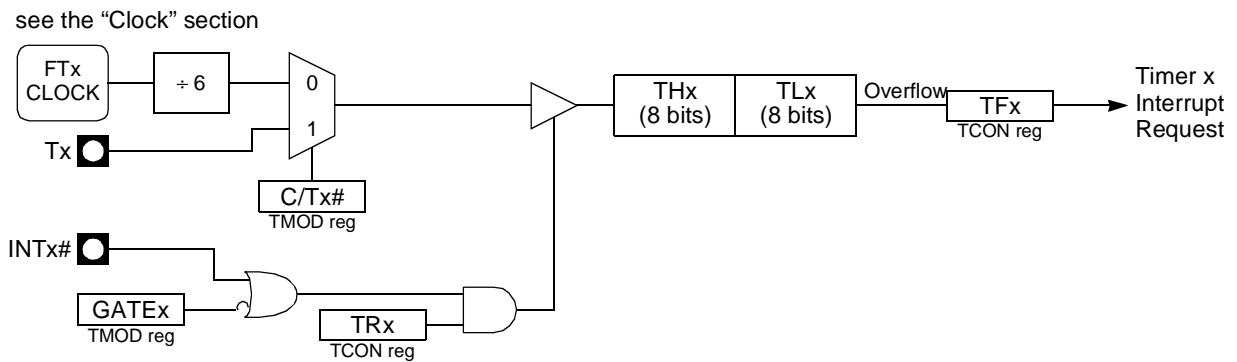 see the “Clock” section
FTx
CLOCK
÷ 6
0
1
Tx
C/Tx#
TMOD reg
THx
(8 bits)
TLx
(8 bits)
Overflow
TFx
TCON reg
Timer x
Interrupt
Request
INTx#
GATEx
TMOD reg
TRx
TCON reg